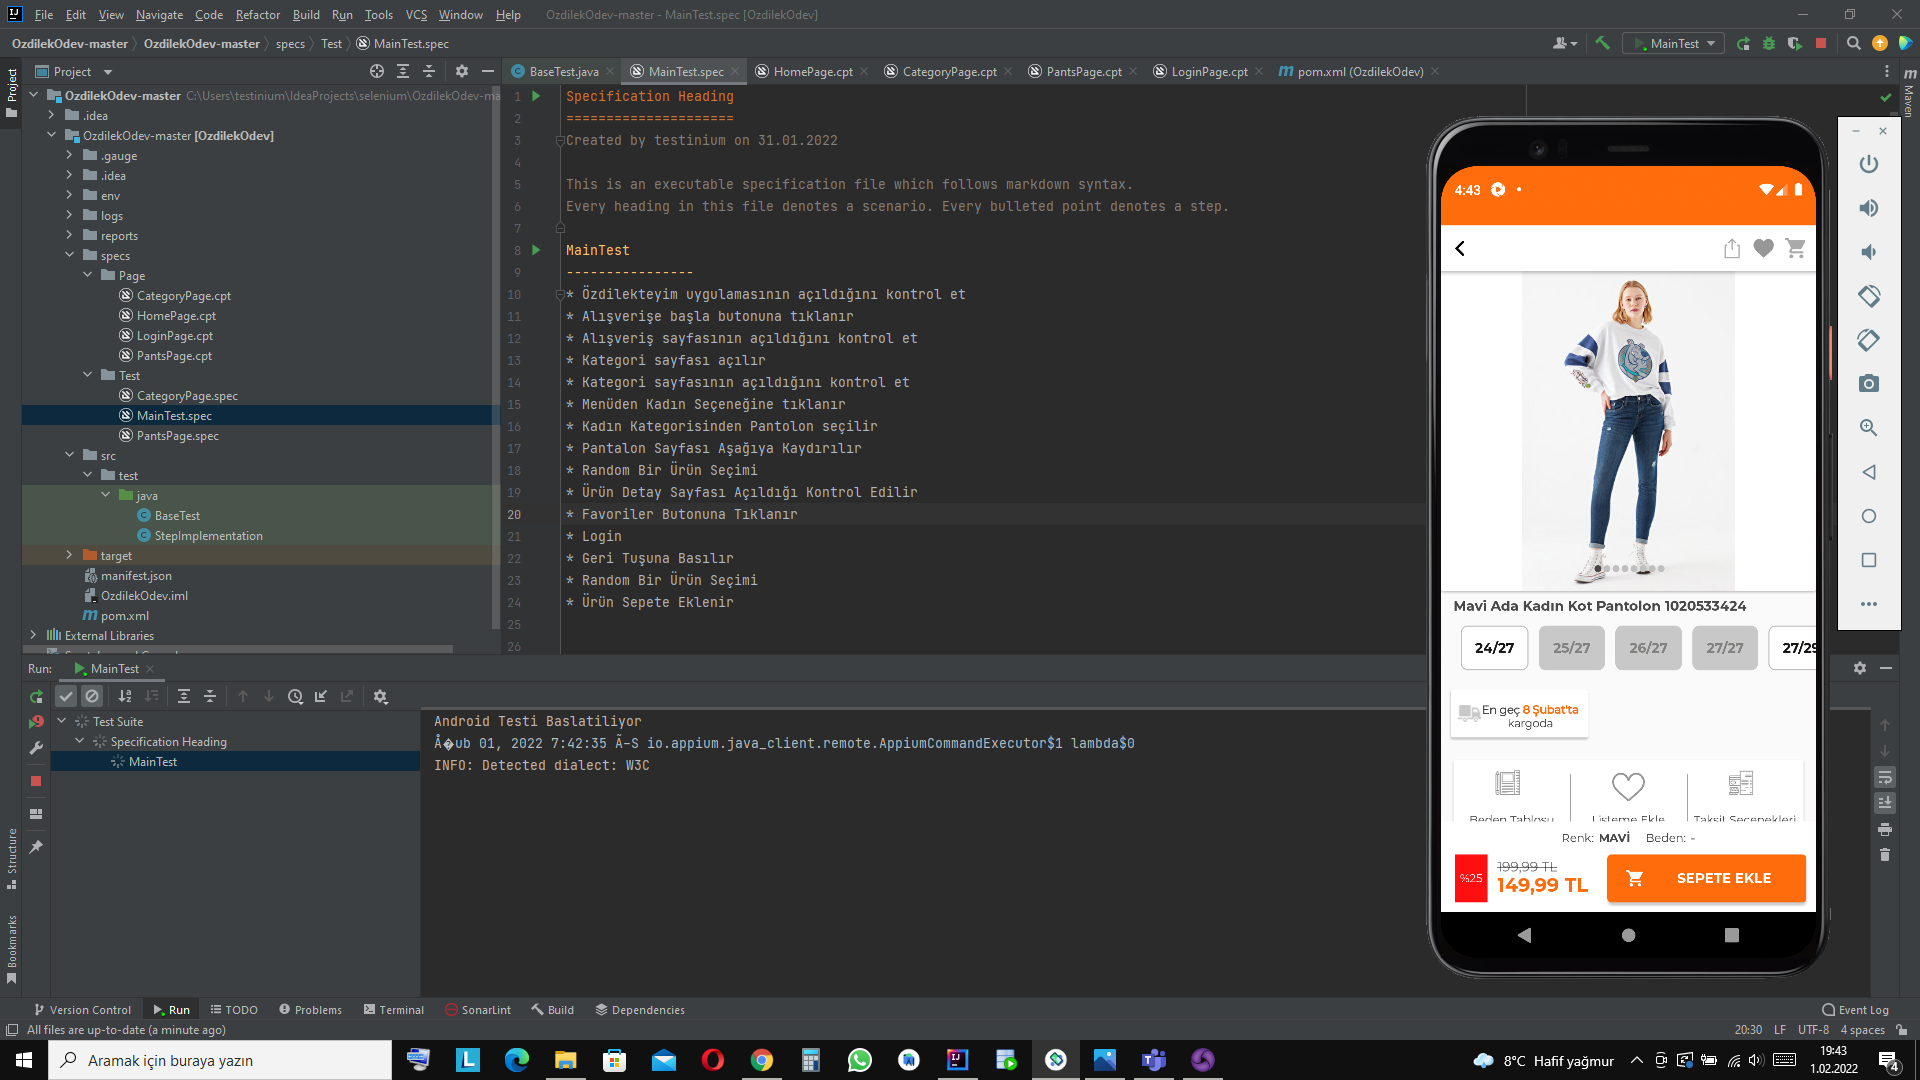 File Edit View Navigate Code Refactor Build Run Tools VCS Window Help OzdilekOdev-master - MainTest.spec [OzdilekOdev]
OzdilekOdev-master OzdilekOdev-master specs Test MainTest.spec
MainTest
Project
BaseTest.java MainTest.spec HomePage.cpt CategoryPage.cpt PantsPage.cpt LoginPage.cpt pom.xml (OzdilekOdev)
Project
Maven
OzdilekOdev-master C:\Users\testinium\IdeaProjects\selenium\OzdilekOdev-ma
.idea
OzdilekOdev-master [OzdilekOdev]
.gauge
.idea
env
logs
reports
specs
Page
CategoryPage.cpt
HomePage.cpt
LoginPage.cpt
PantsPage.cpt
Test
CategoryPage.spec
MainTest.spec
PantsPage.spec
src
test
java
BaseTest
StepImplementation
target
manifest.json
OzdilekOdev.iml
pom.xml
External Libraries
1 Specification Heading
2 =====================
3 Created by testinium on 31.01.2022
4
5 This is an executable specification file which follows markdown syntax.
6 Every heading in this file denotes a scenario. Every bulleted point denotes a step.
7
8 MainTest
9 ----------------
10 * Özdilekteyim uygulamasının açıldığını kontrol et
11 * Alışverişe başla butonuna tıklanır
12 * Alışveriş sayfasının açıldığını kontrol et
13 * Kategori sayfası açılır
14 * Kategori sayfasının açıldığını kontrol et
15 * Menüden Kadın Seçeneğine tıklanır
16 * Kadın Kategorisinden Pantolon seçilir
17 * Pantalon Sayfası Aşağıya Kaydırılır
18 * Random Bir Ürün Seçimi
19 * Ürün Detay Sayfası Açıldığı Kontrol Edilir
20 * Favoriler Butonuna Tıklanır
21 * Login
22 * Geri Tuşuna Basılır
23 * Random Bir Ürün Seçimi
24 * Ürün Sepete Eklenir
25
26
4:43
Mavi Ada Kadın Kot Pantolon 1020533424
24/27 25/27 26/27 27/27 27/29
En geç 8 Şubat'ta
kargoda
Beden Tablosu Listeme Ekle Taksit Seçenekleri
Renk: MAVİ Beden: -
%25
199,99 TL
149,99 TL
SEPETE EKLE
Run: MainTest
Test Suite
Specification Heading
MainTest
Android Testi Baslatiliyor
Å�ub 01, 2022 7:42:35 Ã–S io.appium.java_client.remote.AppiumCommandExecutor$1 lambda$0
INFO: Detected dialect: W3C
Structure
Bookmarks
Version Control Run TODO Problems Terminal SonarLint Build Dependencies Event Log
All files are up-to-date (a minute ago) 20:30 LF UTF-8 4 spaces
Aramak için buraya yazın
8°C Hafif yağmur
19:43
1.02.2022
4